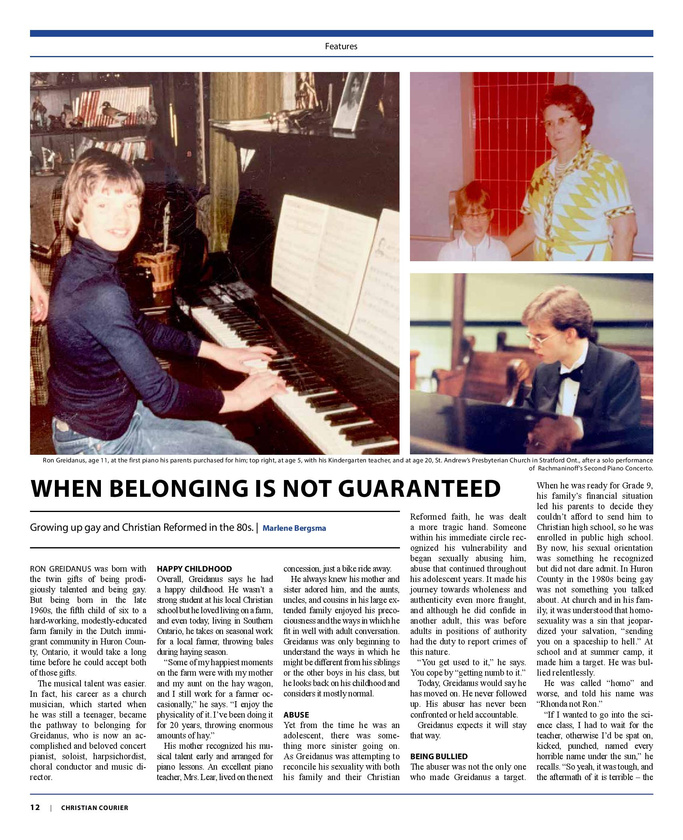 Features
Ron Greidanus, age 11, at the first piano his parents purchased for him; top right, at age 5, with his Kindergarten teacher, and at age 20, St. Andrew's Presbyterian Church in Stratford Ont., after a solo performance
of Rachmaninoff's Second Piano Concerto.
WHEN BELONGING IS NOT GUARANTEED
Growing up gay and Christian Reformed in the 80s. | Marlene Bergsma
RON GREIDANUS was born with
the twin gifts of being prodi-
giously talented and being gay.
But being born in the late
1960s, the fifth child of six to a
hard-working, modestly-educated
farm family in the Dutch immi-
grant community in Huron Coun-
ty, Ontario, it would take a long
time before he could accept both
of those gifts.
The musical talent was easier.
In fact, his career as a church
musician, which started when
he was still a teenager, became
the pathway to belonging for
Greidanus, who is now an ac-
complished and beloved concert
pianist, soloist, harpsichordist,
choral conductor and music di-
rector.
HAPPY CHILDHOOD
Overall, Greidanus says he had
a happy childhood. He wasn't a
strong student at his local Christian
school but he loved living on a farm,
and even today, living in Southern
Ontario, he takes on seasonal work
for a local farmer, throwing bales
during haying season.
"Some of my happiest moments
on the farm were with my mother
and my aunt on the hay wagon,
and I still work for a farmer oc-
casionally," he says. "I enjoy the
physicality of it. I've been doing it
for 20 years, throwing enormous
amounts of hay."
His mother recognized his mu-
sical talent early and arranged for
piano lessons. An excellent piano
teacher, Mrs. Lear, lived on the next
concession, just a bike ride away.
He always knew his mother and
sister adored him, and the aunts,
uncles, and cousins in his large ex-
tended family enjoyed his preco-
ciousness and the ways in which he
fit in well with adult conversation.
Greidanus was only beginning to
understand the ways in which he
might be different from his siblings
or the other boys in his class, but
he looks back on his childhood and
considers it mostly normal.
ABUSE
Yet from the time he was an
adolescent, there was some-
thing more sinister going on.
As Greidanus was attempting to
reconcile his sexuality with both
his family and their Christian
Reformed faith, he was dealt
a more tragic hand. Someone
within his immediate circle rec-
ognized his vulnerability and
began sexually abusing him,
abuse that continued throughout
his adolescent years. It made his
journey towards wholeness and
authenticity even more fraught,
and although he did confide in
another adult, this was before
adults in positions of authority
had the duty to report crimes of
this nature.
"You get used to it," he says.
You cope by "getting numb to it."
Today, Greidanus would say he
has moved on. He never followed
up. His abuser has never been
confronted or held accountable.
Greidanus expects it will stay
that way.
BEING BULLIED
The abuser was not the only one
who made Greidanus a target.
When he was ready for Grade 9,
his family's financial situation
led his parents to decide they
couldn't afford to send him to
Christian high school, so he was
enrolled in public high school.
By now, his sexual orientation
was something he recognized
but did not dare admit. In Huron
County in the 1980s being gay
was not something you talked
about. At church and in his fam-
ily, it was understood that homo-
sexuality was a sin that jeopar-
dized your salvation, "sending
you on a spaceship to hell." At
school and at summer camp, it
made him a target. He was bul-
lied relentlessly.
He was called "homo" and
worse, and told his name was
"Rhonda not Ron."
"If I wanted to go into the sci-
ence class, I had to wait for the
teacher, otherwise I'd be spat on,
kicked, punched, named every
horrible name under the sun," he
recalls. "So yeah, it was tough, and
the aftermath of it is terrible – the
12 | CHRISTIAN COURIER